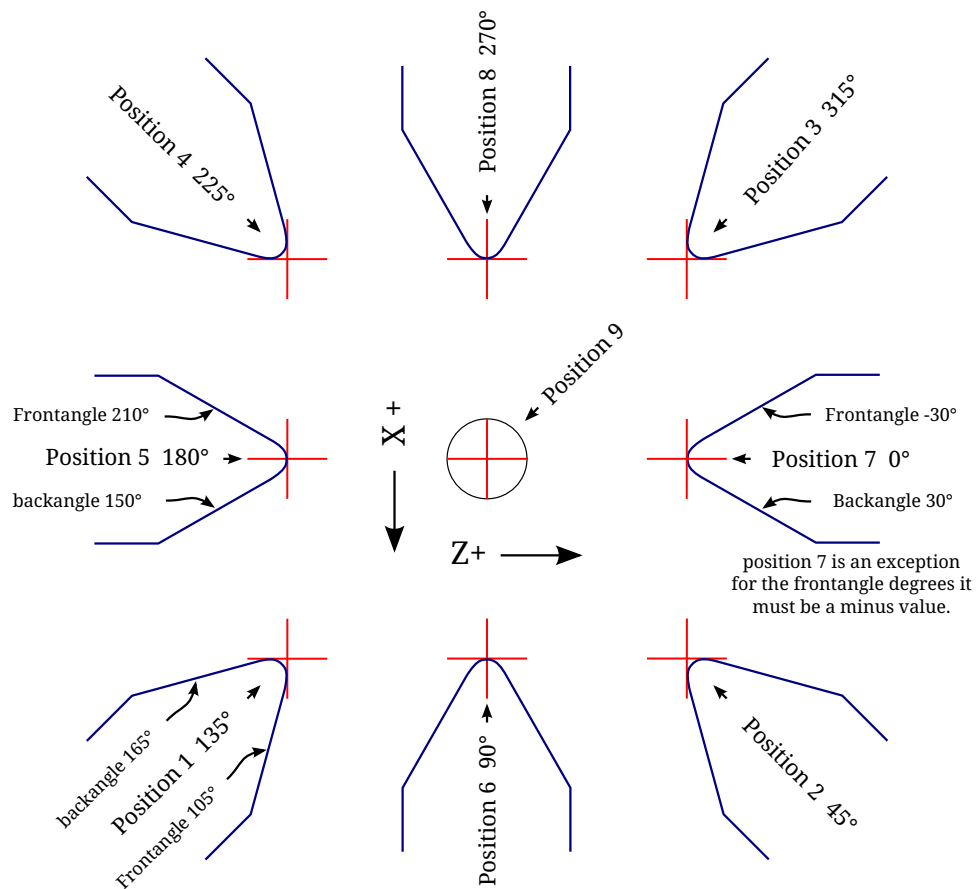 Position 4 225°
Position 8 270°
Position 3 315°
Position 9
Frontangle 210°
Position 5 180°
backangle 150°
X +
Z+
Frontangle -30°
Position 7 0°
Backangle 30°
position 7 is an exception
for the frontangle degrees it
must be a minus value.
backangle 165°
Position 1 135°
Frontangle 105°
Position 6 90°
Position 2 45°